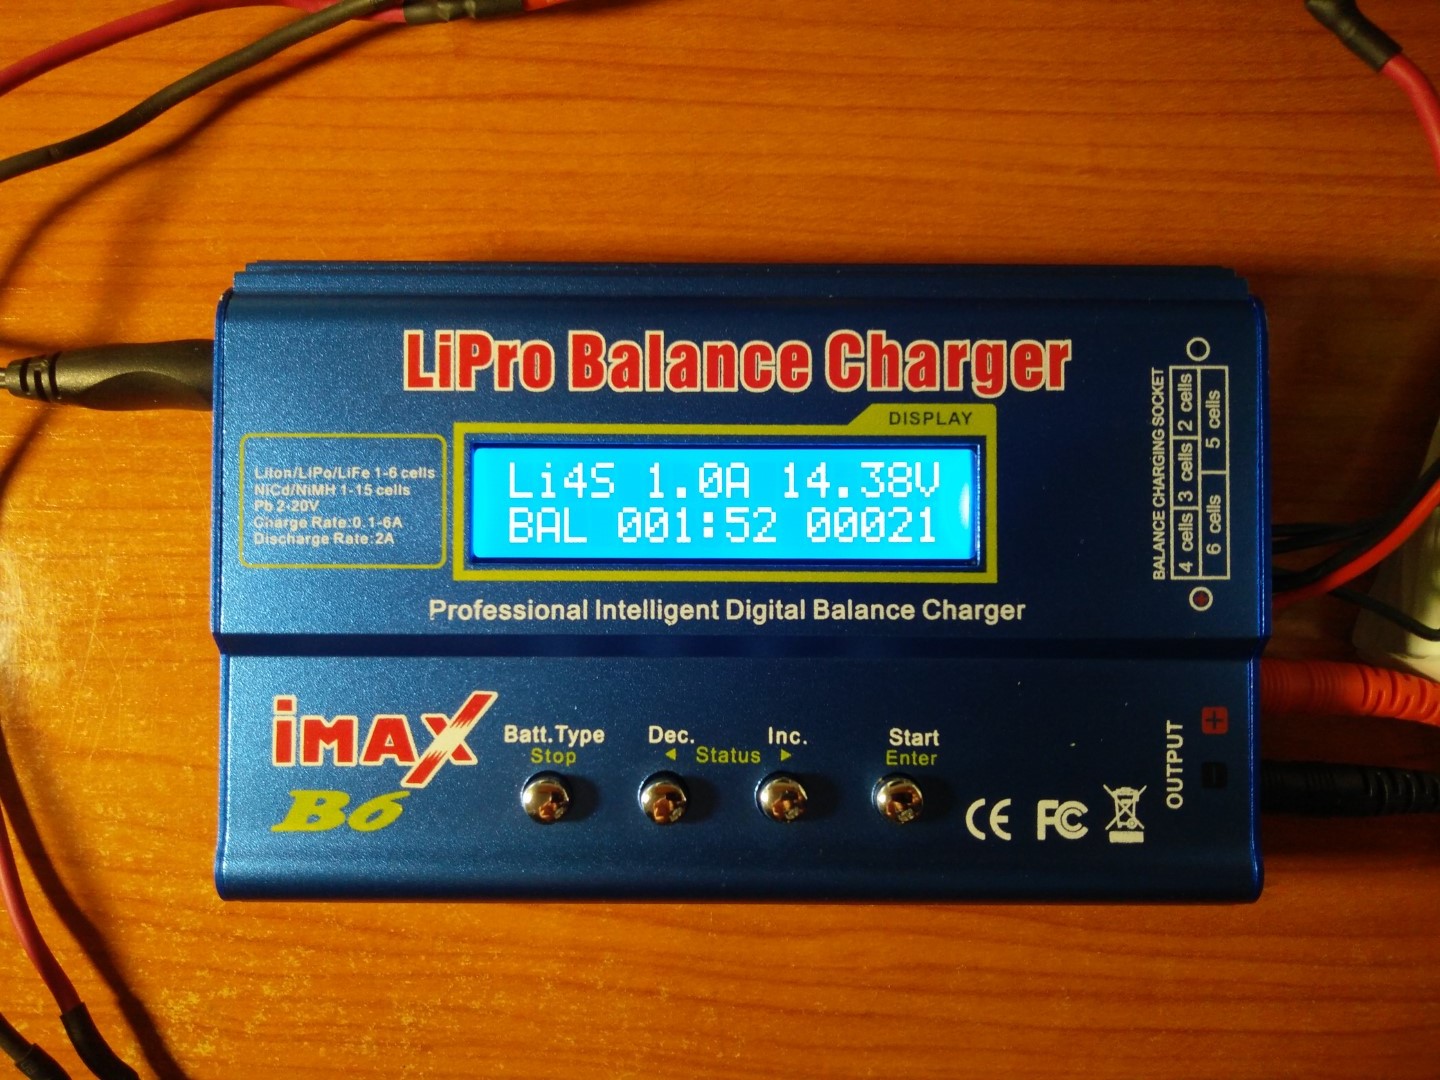 LiPro Balance Charger
DISPLAY
LiIon/LiPo/LiFe 1-6 cells
NiCd/NiMH 1-15 cells
Pb 2-20V
Charge Rate:0.1-6A
Discharge Rate:2A
Li4S 1.0A 14.38V
BAL 001:52 00021
Professional Intelligent Digital Balance Charger
BALANCE CHARGING SOCKET
4 cells 3 cells 2 cells
6 cells 5 cells
iMAX
B6
Batt.Type
Stop
Dec. Inc.
◄ Status ►
Start
Enter
CE FC
OUTPUT
+
-